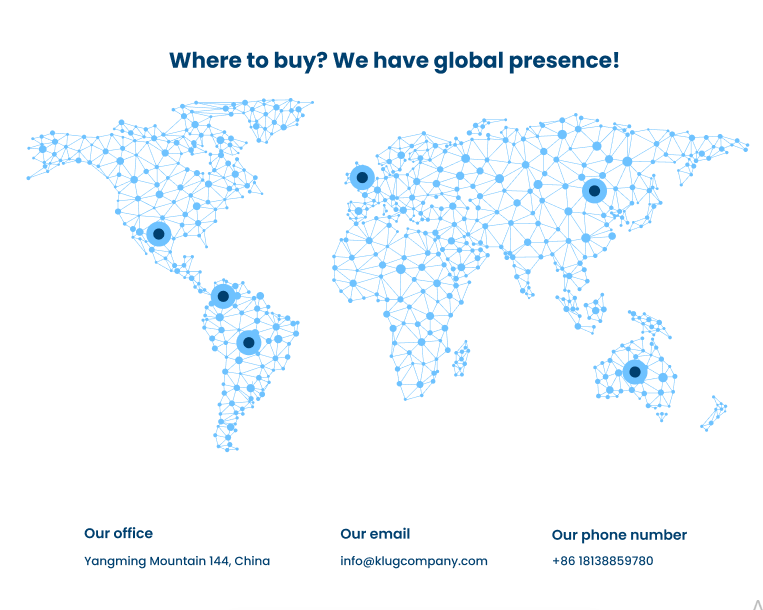 Where to buy? We have global presence!
Our office
Yangming Mountain 144, China
Our email
info@klugcompany.com
Our phone number
+86 18138859780